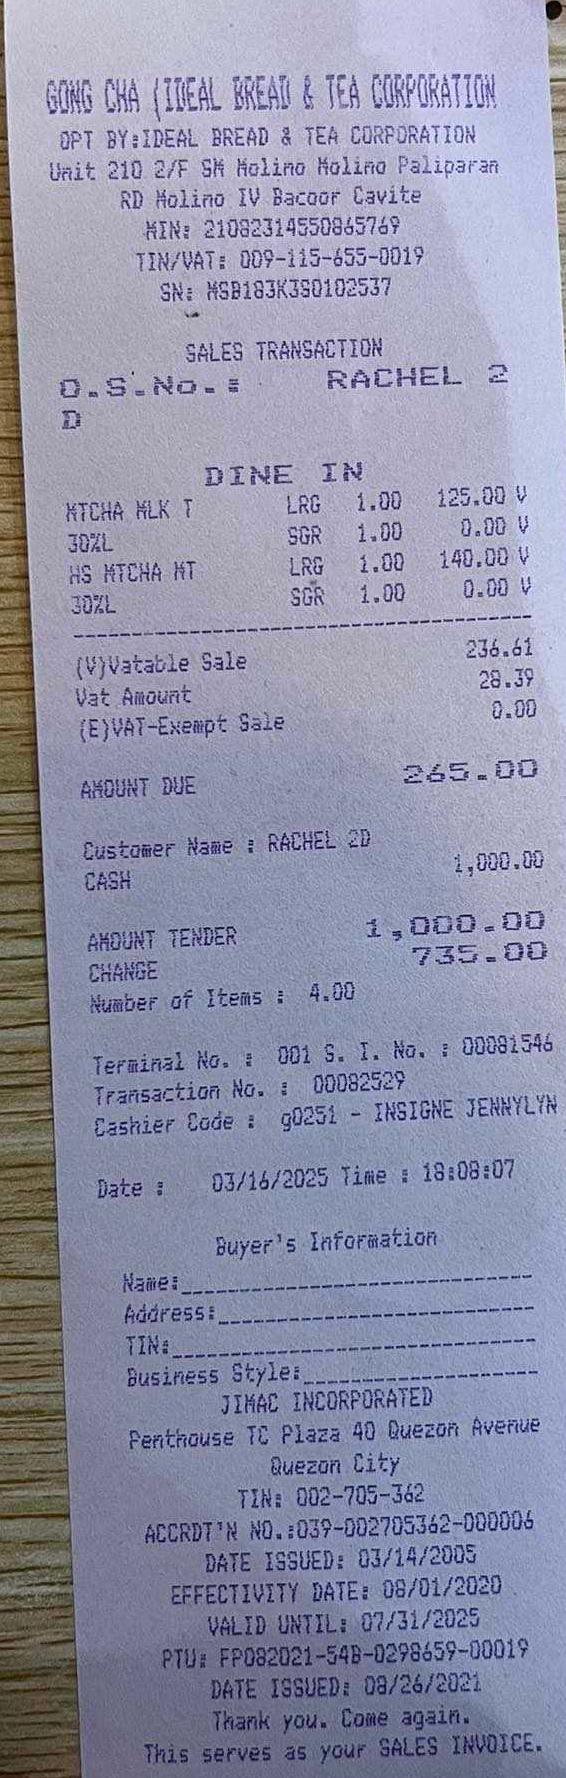 GONG CHA (IDEAL BREAD & TEA CORPORATION
OPT BY:IDEAL BREAD & TEA CORPORATION
Unit 210 2/F SM Molino Molino Paliparan
RD Molino IV Bacoor Cavite
MIN: 21082314550865769
TIN/VAT: 009-115-655-0019
SN: MSB183K3S0102537
SALES TRANSACTION
O.S.No.: RACHEL 2
D
DINE IN
MTCHA MLK T LRG 1.00 125.00 V
30%L SGR 1.00 0.00 V
HS MTCHA MT LRG 1.00 140.00 V
30%L SGR 1.00 0.00 V
--------------------------------------
(V)Vatable Sale 236.61
Vat Amount 28.39
(E)VAT-Exempt Sale 0.00
AMOUNT DUE 265.00
Customer Name : RACHEL 2D
CASH 1,000.00
AMOUNT TENDER 1,000.00
CHANGE 735.00
Number of Items : 4.00
Terminal No. : 001 S. I. No. : 00081546
Transaction No. : 00082529
Cashier Code : g0251 - INSIGNE JENNYLYN
Date : 03/16/2025 Time : 18:08:07
Buyer's Information
Name:______________________________
Address:___________________________
TIN:_______________________________
Business Style:____________________
JIMAC INCORPORATED
Penthouse TC Plaza 40 Quezon Avenue
Quezon City
TIN: 002-705-362
ACCRDT'N NO.:039-002705362-000006
DATE ISSUED: 03/14/2005
EFFECTIVITY DATE: 08/01/2020
VALID UNTIL: 07/31/2025
PTU: FP082021-54B-0298659-00019
DATE ISSUED: 08/26/2021
Thank you. Come again.
This serves as your SALES INVOICE.